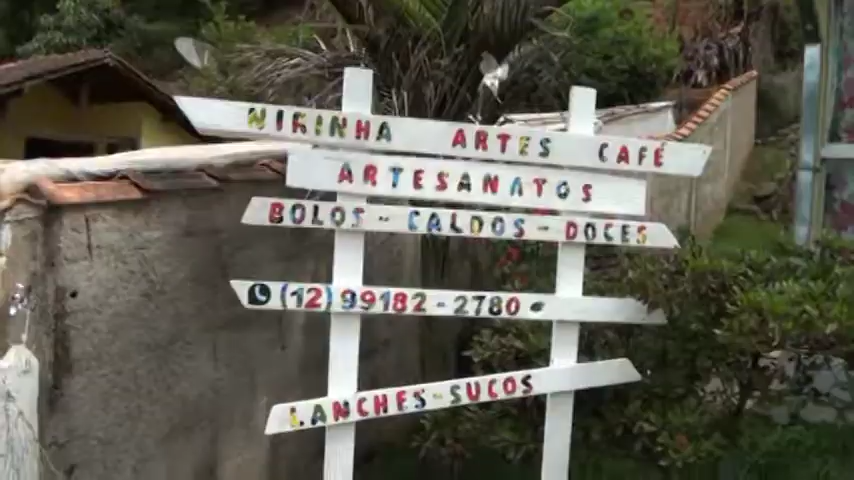 NIKINHA ARTES CAFÉ
ARTESANATOS
BOLOS - CALDOS - DOCES
(12) 99182-2780
LANCHES-SUCOS